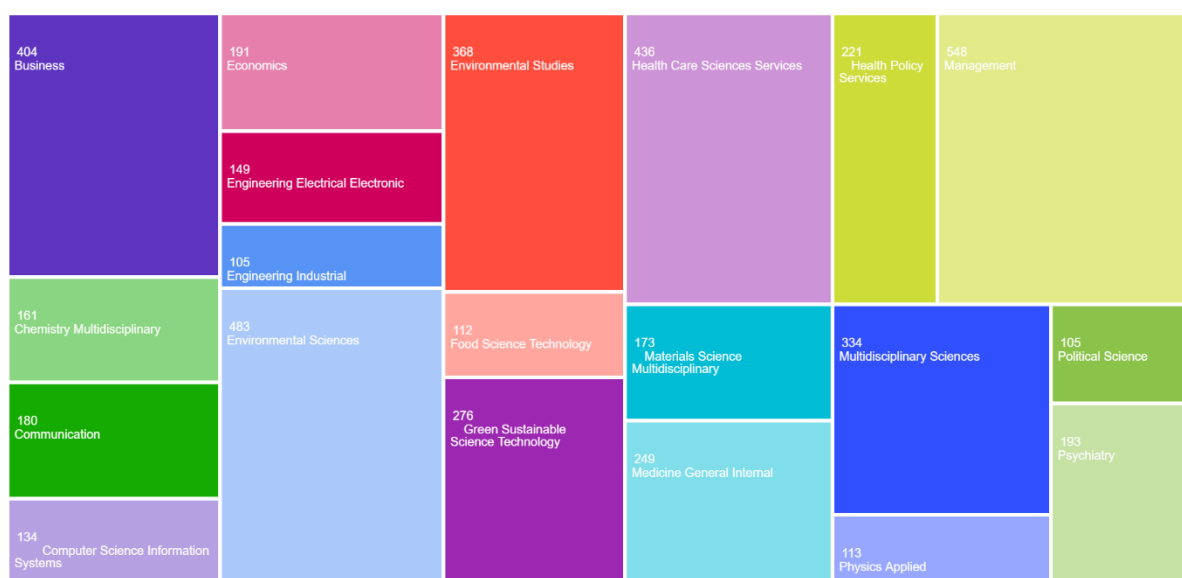 404
Business
161
Chemistry Multidisciplinary
180
Communication
134
Computer Science Information
Systems
191
Economics
149
Engineering Electrical Electronic
105
Engineering Industrial
483
Environmental Sciences
368
Environmental Studies
112
Food Science Technology
276
Green Sustainable
Science Technology
436
Health Care Sciences Services
173
Materials Science
Multidisciplinary
249
Medicine General Internal
221
Health Policy
Services
548
Management
334
Multidisciplinary Sciences
113
Physics Applied
105
Political Science
193
Psychiatry